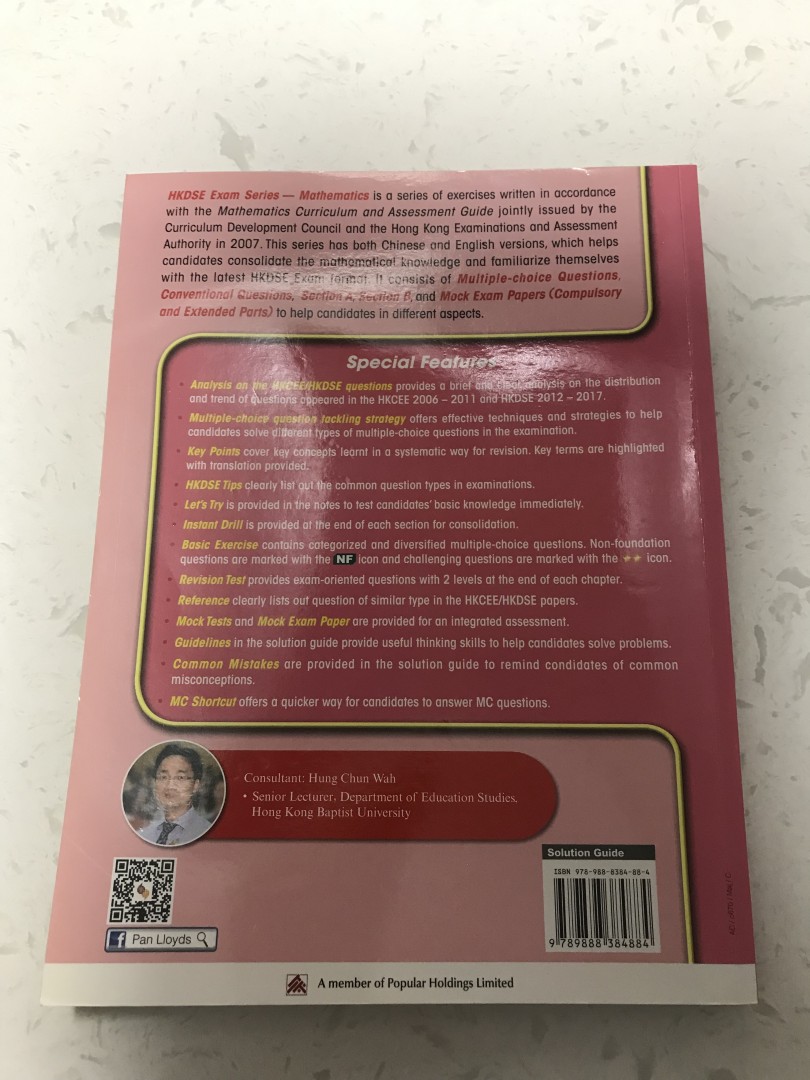 HKDSE Exam Series — Mathematics is a series of exercises written in accordance
with the Mathematics Curriculum and Assessment Guide jointly issued by the
Curriculum Development Council and the Hong Kong Examinations and Assessment
Authority in 2007. This series has both Chinese and English versions, which helps
candidates consolidate the mathematical knowledge and familiarize themselves
with the latest HKDSE Exam format. It consists of Multiple-choice Questions,
Conventional Questions, Section A, Section B, and Mock Exam Papers (Compulsory
and Extended Parts) to help candidates in different aspects.
Special Features
• Analysis on the HKCEE/HKDSE questions provides a brief and clear analysis on the distribution
and trend of questions appeared in the HKCEE 2006 – 2011 and HKDSE 2012 – 2017.
• Multiple-choice question tackling strategy offers effective techniques and strategies to help
candidates solve different types of multiple-choice questions in the examination.
• Key Points cover key concepts learnt in a systematic way for revision. Key terms are highlighted
with translation provided.
• HKDSE Tips clearly list out the common question types in examinations.
• Let's Try is provided in the notes to test candidates' basic knowledge immediately.
• Instant Drill is provided at the end of each section for consolidation.
• Basic Exercise contains categorized and diversified multiple-choice questions. Non-foundation
questions are marked with the NF icon and challenging questions are marked with the ✦✦ icon.
• Revision Test provides exam-oriented questions with 2 levels at the end of each chapter.
• Reference clearly lists out question of similar type in the HKCEE/HKDSE papers.
• Mock Tests and Mock Exam Paper are provided for an integrated assessment.
• Guidelines in the solution guide provide useful thinking skills to help candidates solve problems.
• Common Mistakes are provided in the solution guide to remind candidates of common
misconceptions.
• MC Shortcut offers a quicker way for candidates to answer MC questions.
Consultant: Hung Chun Wah
• Senior Lecturer, Department of Education Studies,
Hong Kong Baptist University
Solution Guide
ISBN 978-988-8384-88-4
9 789888 384884
f Pan Lloyds
A member of Popular Holdings Limited